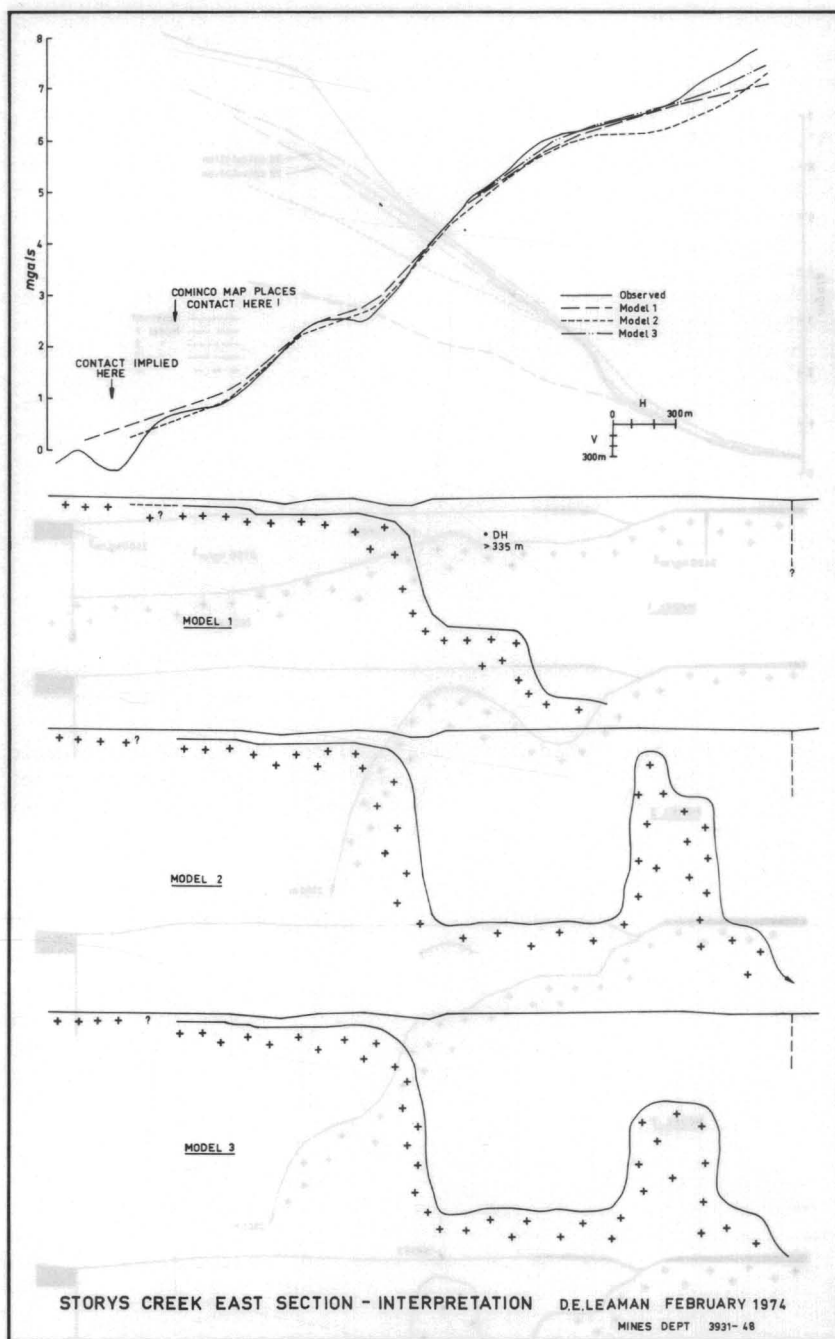 8
7
6
5
4
3
2
1
0
mgals
COMINCO MAP PLACES
CONTACT HERE !
CONTACT IMPLIED
HERE
Observed
Model 1
Model 2
Model 3
H
0 300m
V
300m
?
* DH
> 335 m
?
MODEL 1
?
MODEL 2
?
MODEL 3
STORYS CREEK EAST SECTION - INTERPRETATION D.E.LEAMAN FEBRUARY 1974
MINES DEPT 3931-48